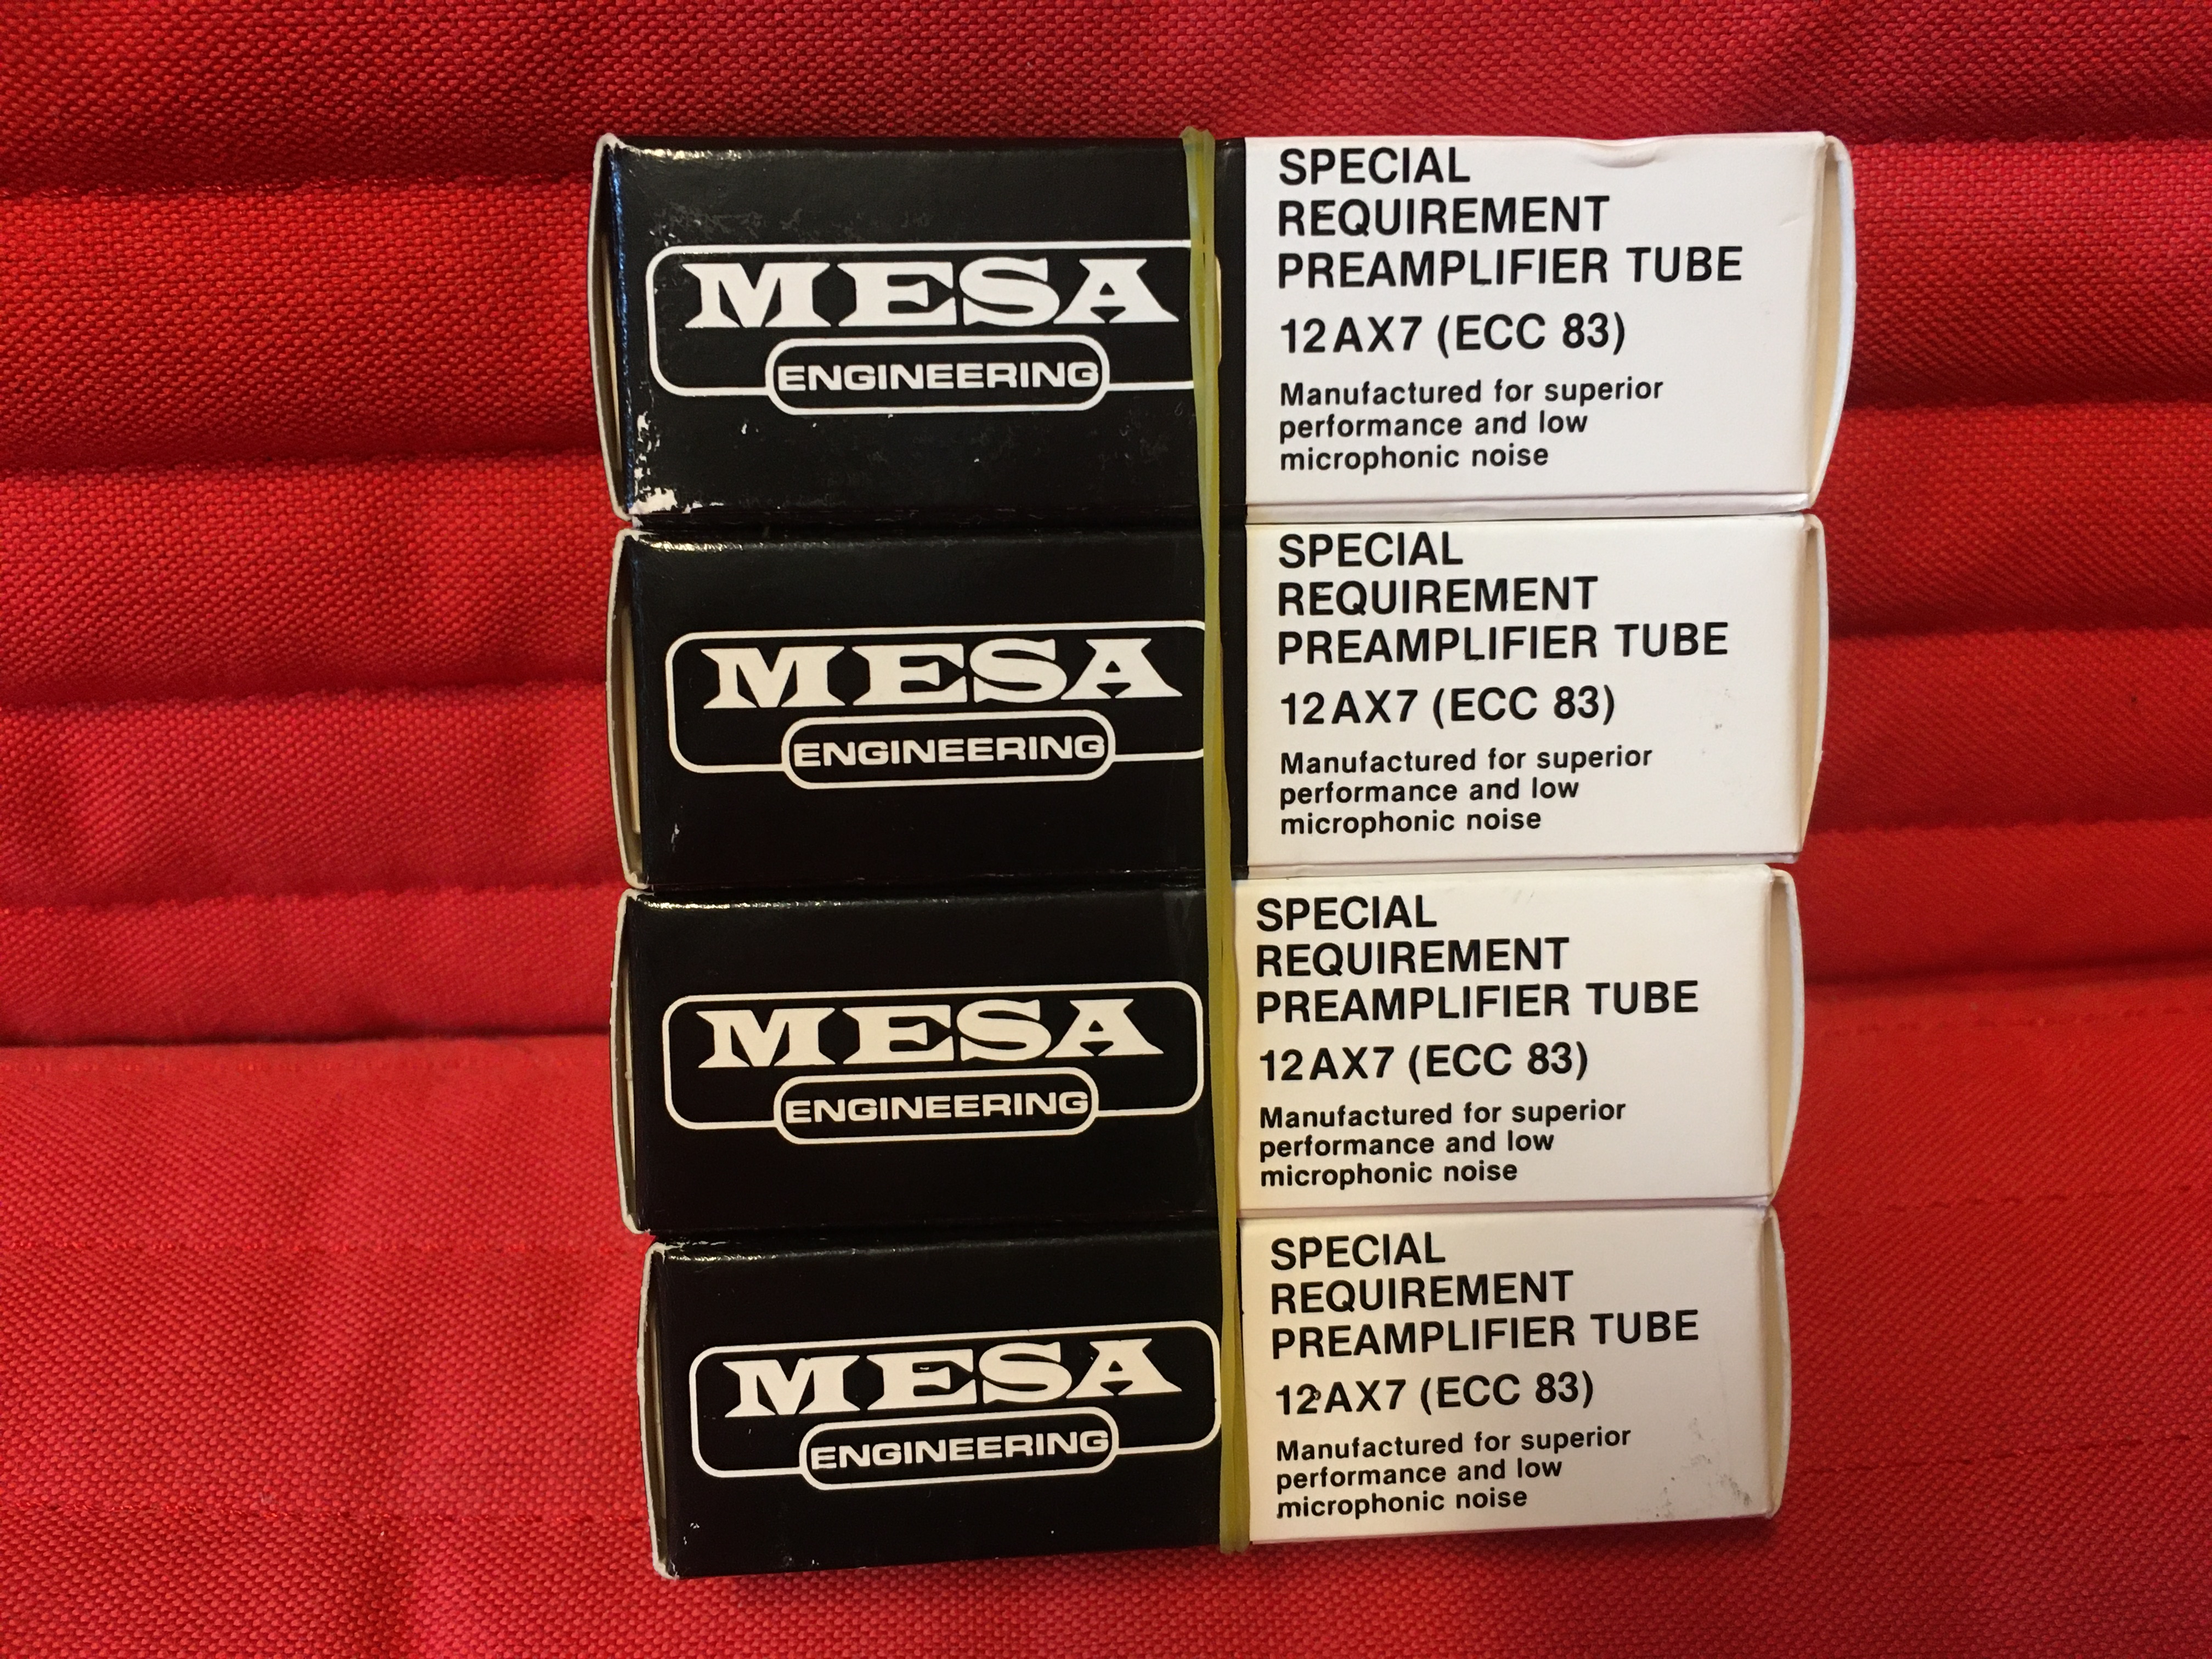 MESA
ENGINEERING
SPECIAL
REQUIREMENT
PREAMPLIFIER TUBE
12AX7 (ECC 83)
Manufactured for superior
performance and low
microphonic noise
MESA
ENGINEERING
SPECIAL
REQUIREMENT
PREAMPLIFIER TUBE
12AX7 (ECC 83)
Manufactured for superior
performance and low
microphonic noise
MESA
ENGINEERING
SPECIAL
REQUIREMENT
PREAMPLIFIER TUBE
12AX7 (ECC 83)
Manufactured for superior
performance and low
microphonic noise
MESA
ENGINEERING
SPECIAL
REQUIREMENT
PREAMPLIFIER TUBE
12AX7 (ECC 83)
Manufactured for superior
performance and low
microphonic noise